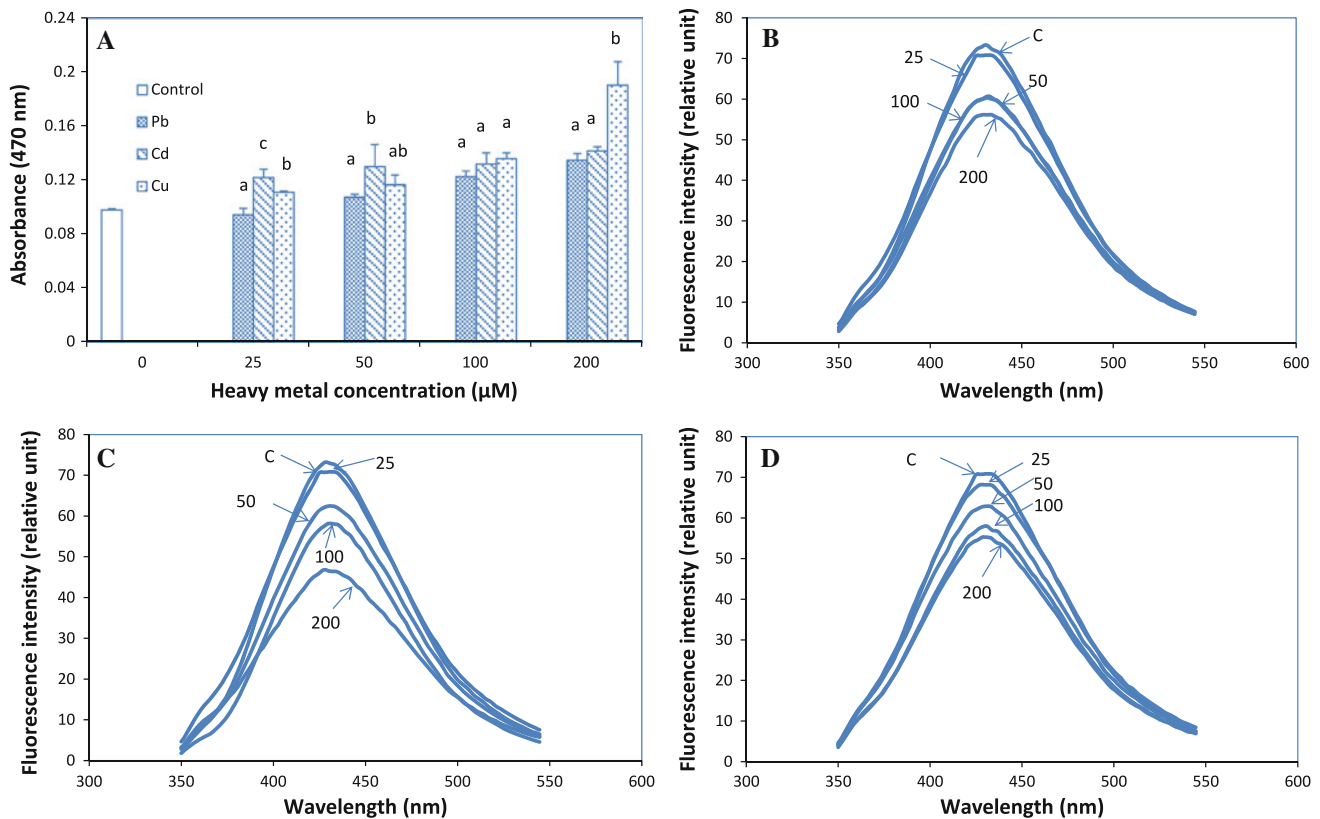 A
0.24
0.2
0.16
0.12
0.08
0.04
0
Absorbance (470 nm)
Control
Pb
Cd
Cu
a c b
a b ab
a a a
a a b
0 25 50 100 200
Heavy metal concentration (µM)
B
80
70
60
50
40
30
20
10
0
Fluorescence intensity (relative unit)
C
25
50
100
200
300 350 400 450 500 550 600
Wavelength (nm)
C
80
70
60
50
40
30
20
10
0
Fluorescence intensity (relative unit)
C
25
50
100
200
300 350 400 450 500 550 600
Wavelength (nm)
D
80
70
60
50
40
30
20
10
0
Fluorescence intensity (relative unit)
C
25
50
100
200
300 350 400 450 500 550 600
Wavelength (nm)